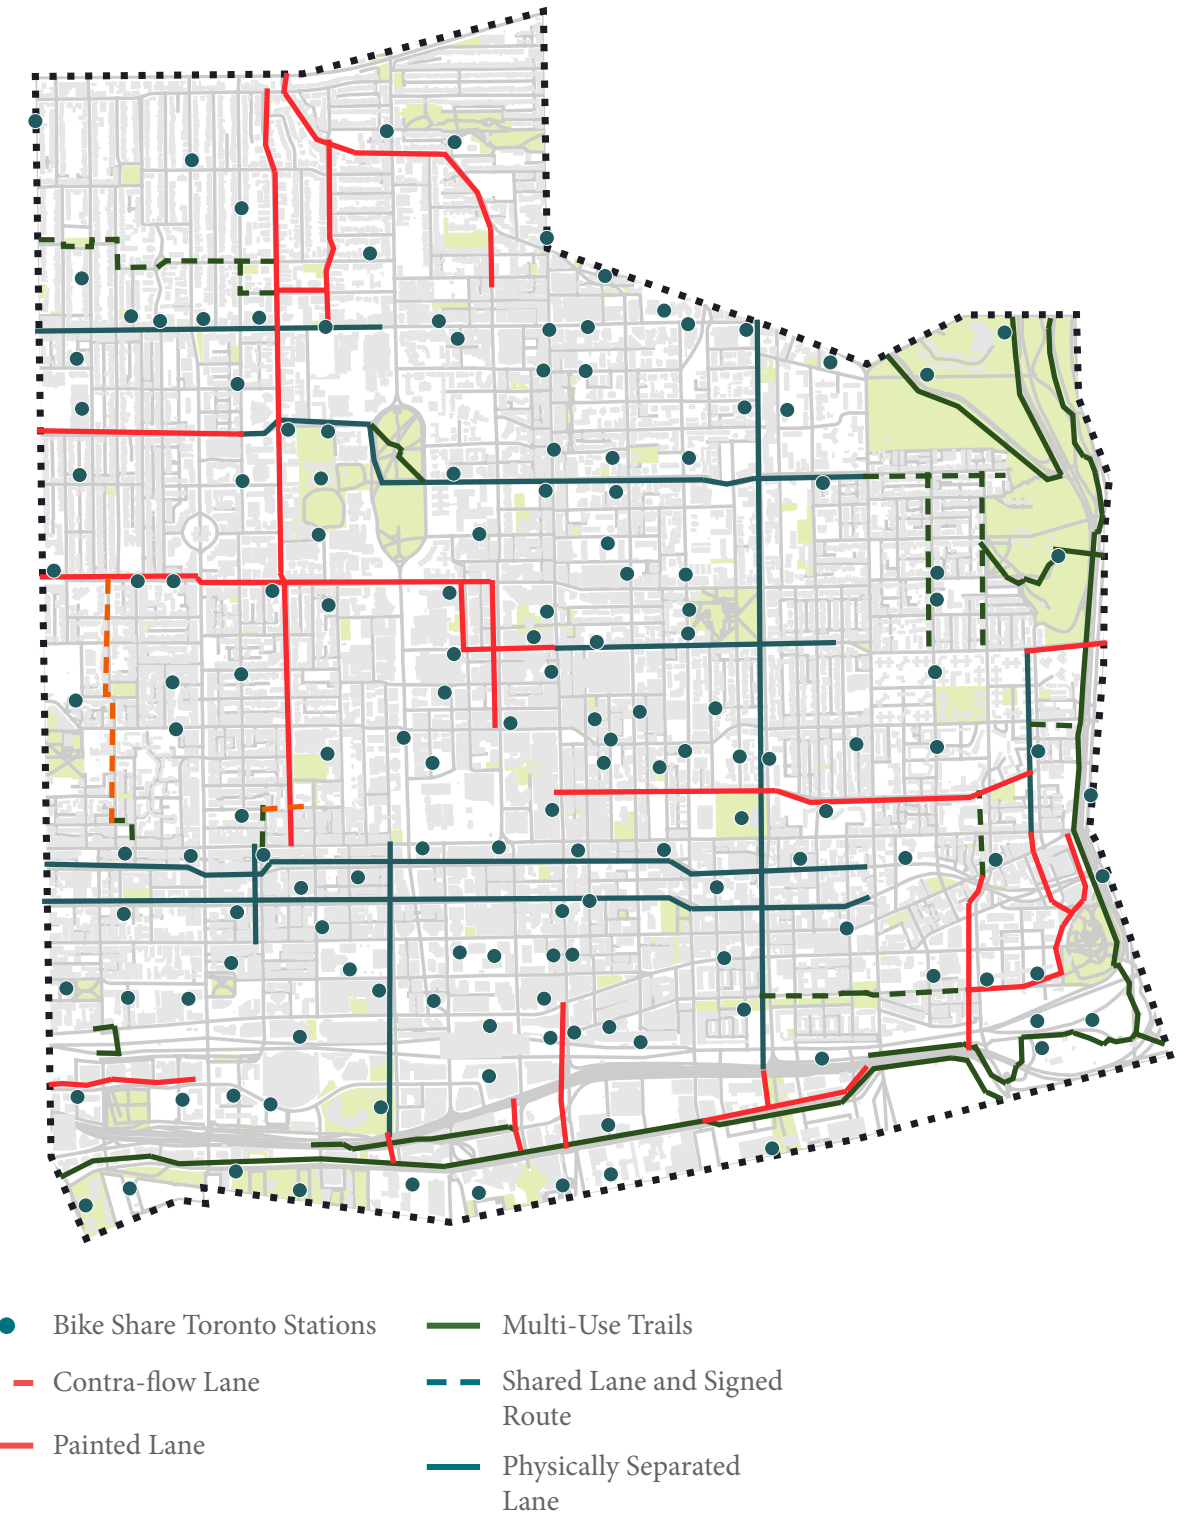 Bike Share Toronto Stations
Contra-flow Lane
Painted Lane
Multi-Use Trails
Shared Lane and Signed
Route
Physically Separated
Lane